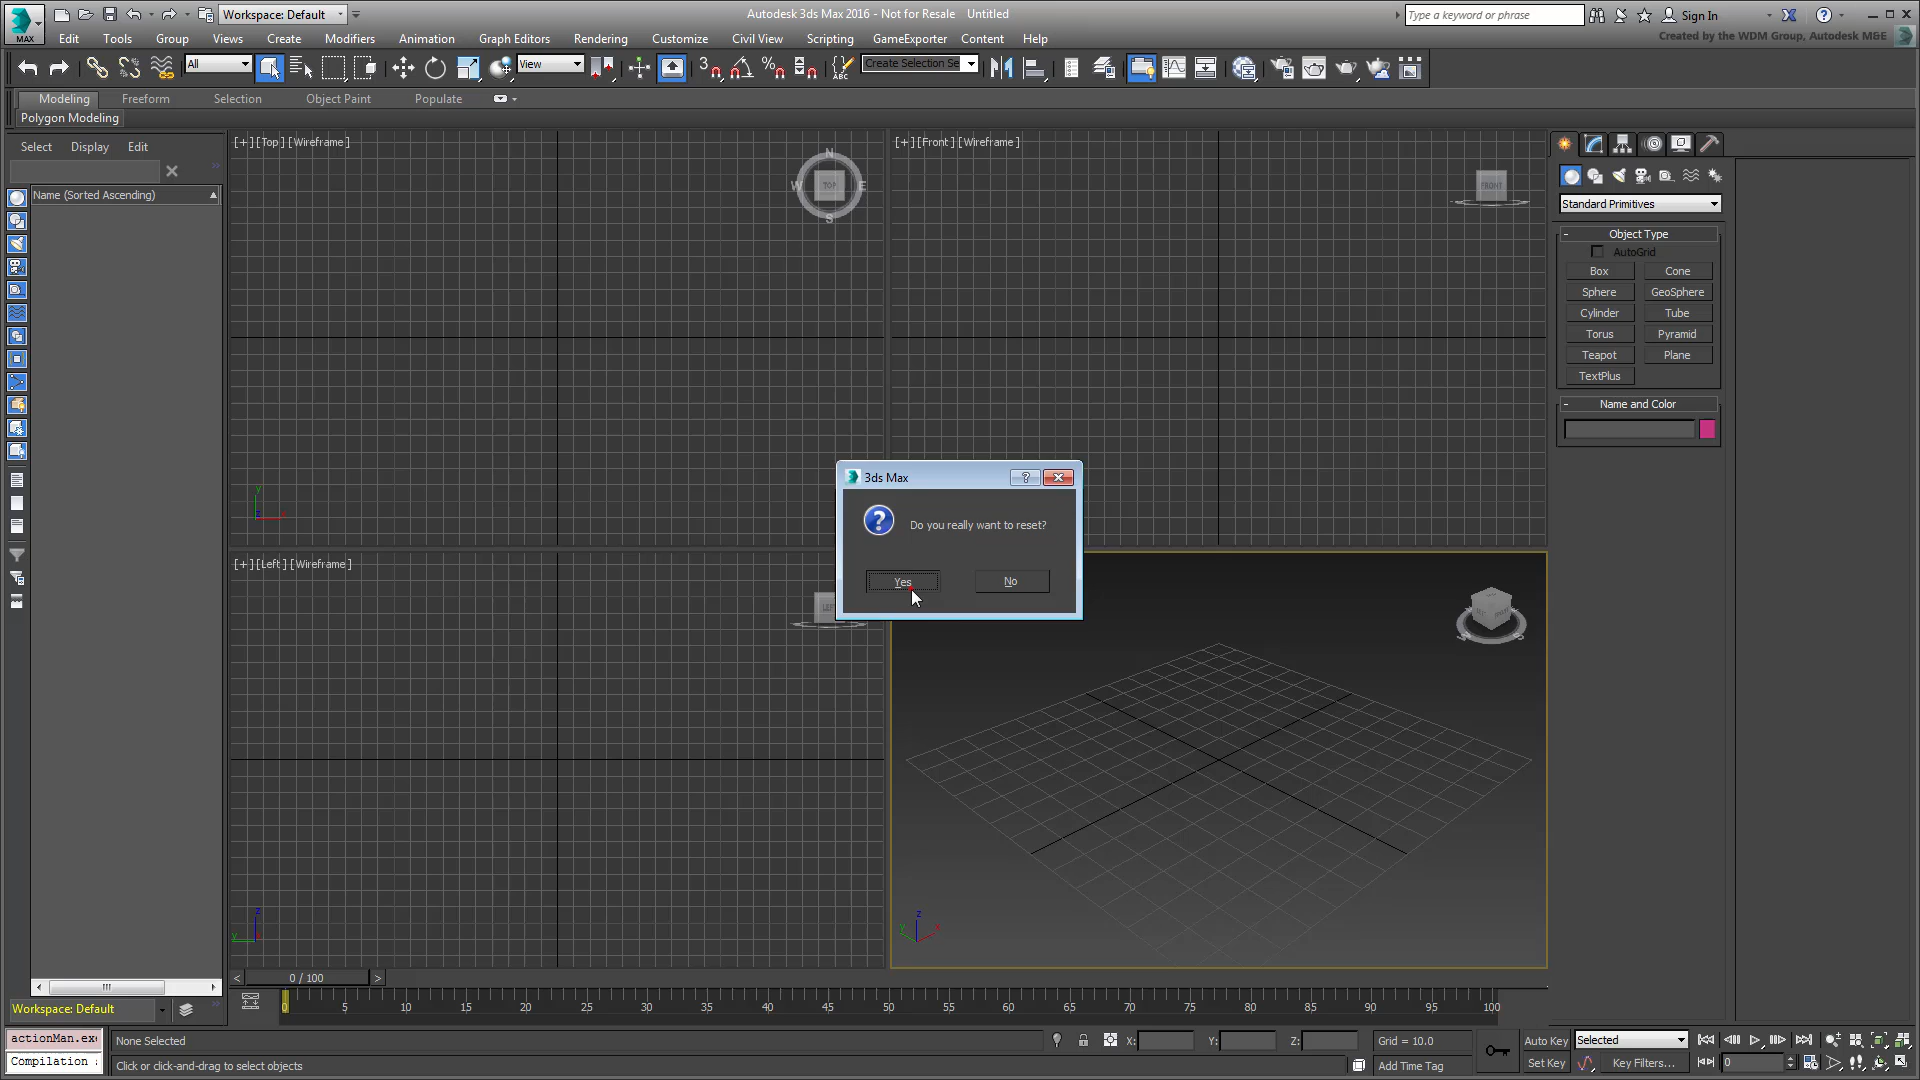 Workspace: Default
Autodesk 3ds Max 2016 - Not for Resale Untitled
Type a keyword or phrase
Sign In
MAX
Edit Tools Group Views Create Modifiers Animation Graph Editors Rendering Customize Civil View Scripting GameExporter Content Help
Created by the WDM Group, Autodesk M&E
All
View
3
%
ABC
Create Selection Se
Modeling Freeform Selection Object Paint Populate
Polygon Modeling
Select Display Edit
Name (Sorted Ascending)
[+] [Top] [Wireframe]
N
W TOP E
S
[+] [Front] [Wireframe]
FRONT
Standard Primitives
- Object Type
AutoGrid
Box Cone
Sphere GeoSphere
Cylinder Tube
Torus Pyramid
Teapot Plane
TextPlus
- Name and Color
3ds Max
Do you really want to reset?
Yes No
y
z x
[+] [Left] [Wireframe]
LEFT
W S
z
y
z
y x
< 0 / 100 >
0 5 10 15 20 25 30 35 40 45 50 55 60 65 70 75 80 85 90 95 100
Workspace: Default
actionMan.exe
Compilation :
None Selected
Click or click-and-drag to select objects
X: Y: Z:
Grid = 10.0
Add Time Tag
Auto Key Selected
Set Key Key Filters...
0